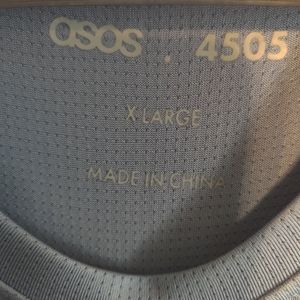 asos . 4505
X LARGE
MADE IN CHINA